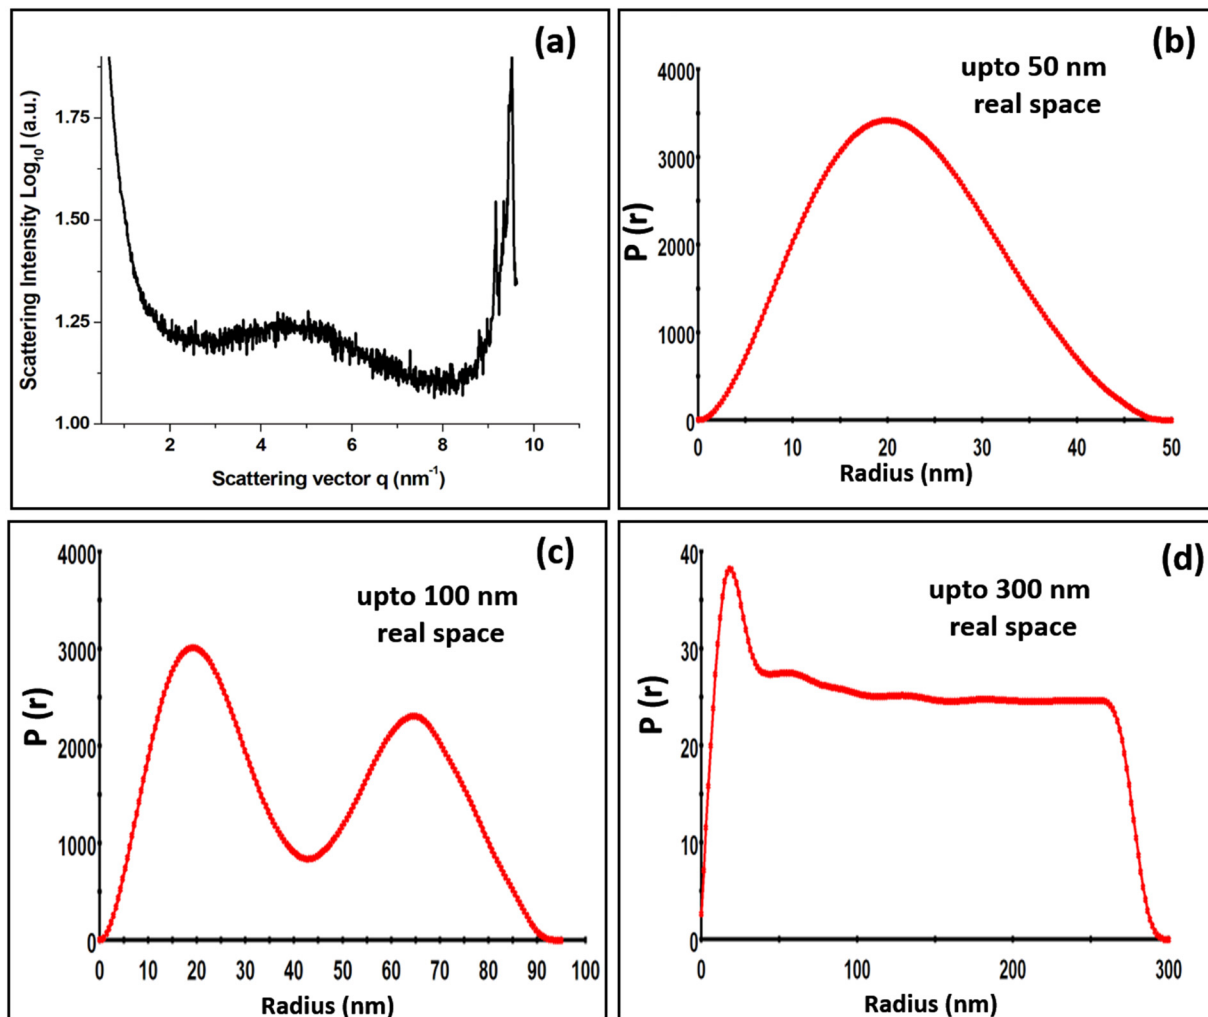 (a)
Scattering Intensity Log10I (a.u.)
1.75
1.50
1.25
1.00
2 4 6 8 10
Scattering vector q (nm-1)
(b)
upto 50 nm
real space
P (r)
4000
3000
2000
1000
0
0 10 20 30 40 50
Radius (nm)
(c)
upto 100 nm
real space
P (r)
4000
3000
2000
1000
0
0 10 20 30 40 50 60 70 80 90 100
Radius (nm)
(d)
upto 300 nm
real space
P (r)
40
30
20
10
0
0 100 200 300
Radius (nm)